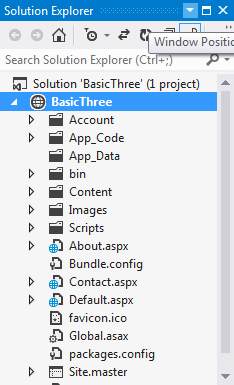 Solution Explorer
Window Positio
Search Solution Explorer (Ctrl+;)
Solution 'BasicThree' (1 project)
BasicThree
Account
App_Code
App_Data
bin
Content
Images
Scripts
About.aspx
Bundle.config
Contact.aspx
Default.aspx
favicon.ico
Global.asax
packages.config
Site.master